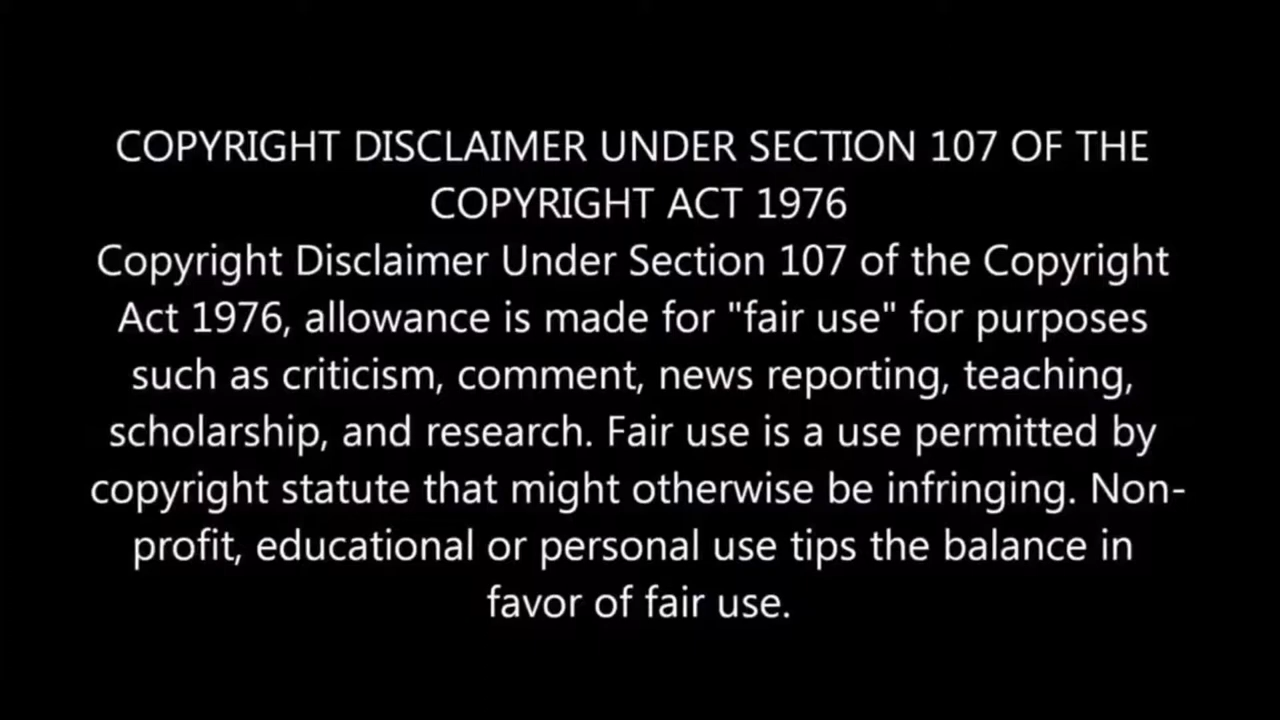 COPYRIGHT DISCLAIMER UNDER SECTION 107 OF THE
COPYRIGHT ACT 1976
Copyright Disclaimer Under Section 107 of the Copyright
Act 1976, allowance is made for "fair use" for purposes
such as criticism, comment, news reporting, teaching,
scholarship, and research. Fair use is a use permitted by
copyright statute that might otherwise be infringing. Non-
profit, educational or personal use tips the balance in
favor of fair use.